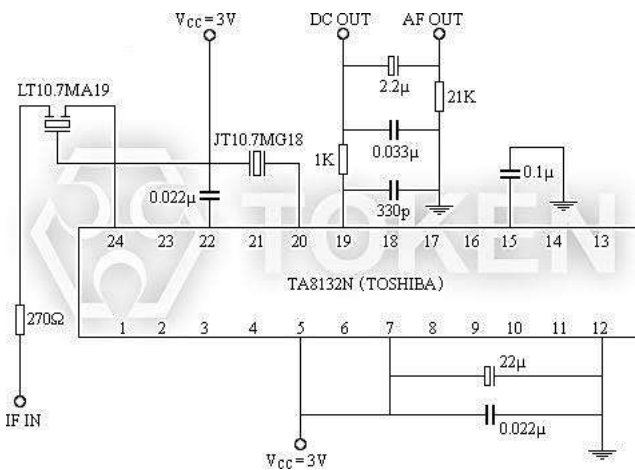 VCC=3V
DC OUT
AF OUT
LT10.7MA19
2.2μ
21K
JT10.7MG18
0.033μ
1K
0.022μ
330p
0.1μ
TOKEN
24 23 22 21 20 19 18 17 16 15 14 13
TA8132N (TOSHIBA)
270Ω
1 2 3 4 5 6 7 8 9 10 11 12
22μ
IF IN
0.022μ
VCC=3V